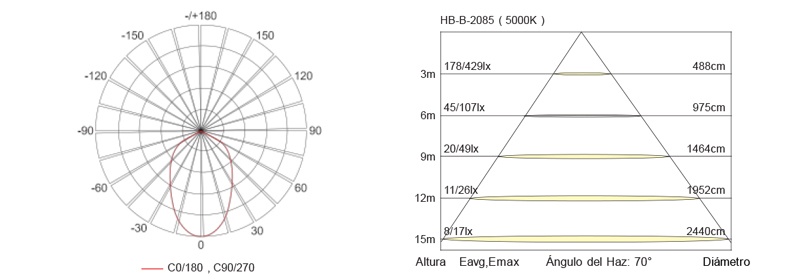 -/+180
-150
150
-120
120
-90
90
-60
60
-30
30
0
C0/180 , C90/270
HB-B-2085 ( 5000K )
3m 178/429lx 488cm
6m 45/107lx 975cm
9m 20/49lx 1464cm
12m 11/26lx 1952cm
15m 8/17lx 2440cm
Altura Eavg,Emax Ángulo del Haz: 70° Diámetro